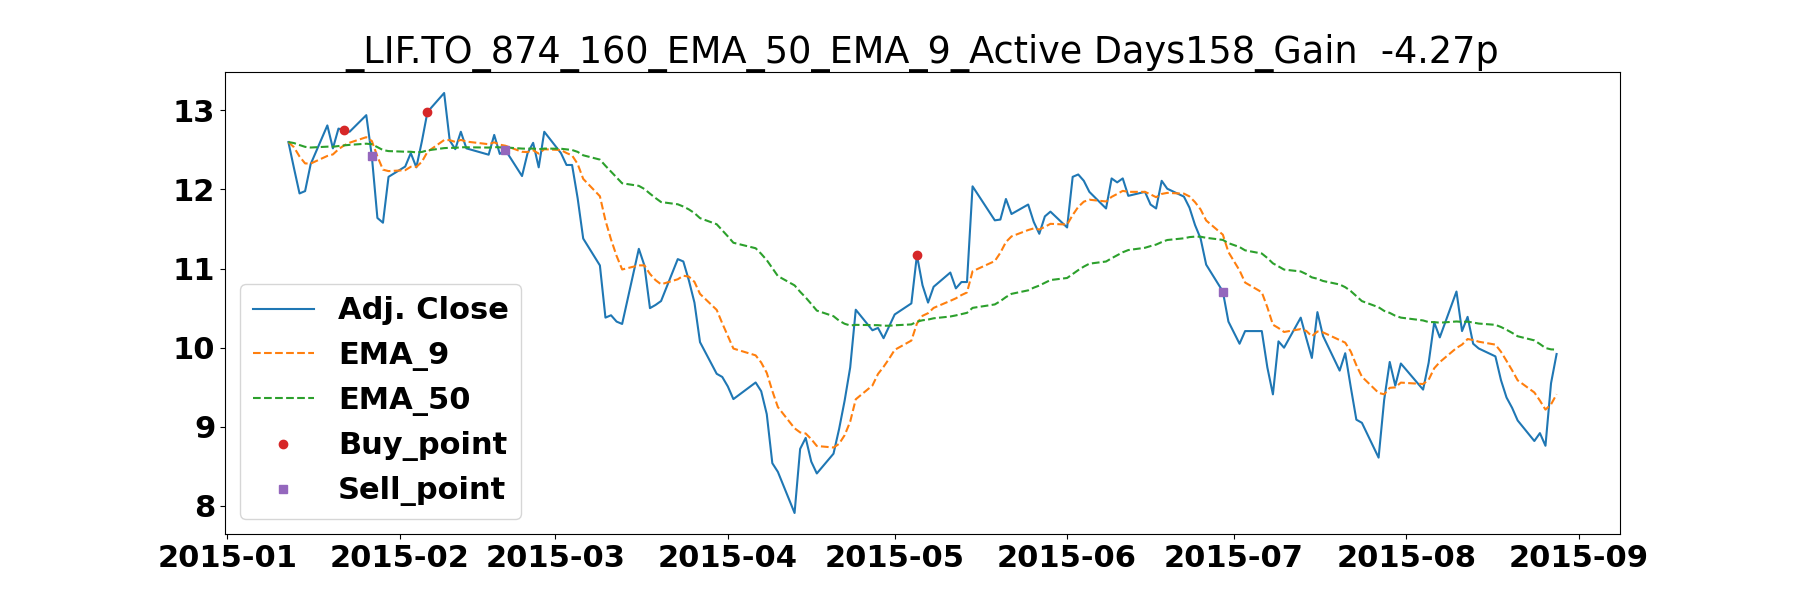 _LIF.TO_874_160_EMA_50_EMA_9_Active Days158_Gain  -4.27p
13
12
11
10
9
8
Adj. Close
EMA_9
EMA_50
Buy_point
Sell_point
2015-01 2015-02 2015-03 2015-04 2015-05 2015-06 2015-07 2015-08 2015-09